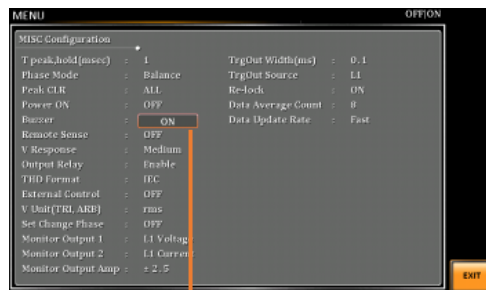 MENU
OFF|ON
MISC Configuration
T peak,hold(msec) : 1
Phase Mode : Balance
Peak CLR : ALL
Power ON : OFF
Buzzer : ON
Remote Sense : OFF
V Response : Medium
Output Relay : Enable
THD Format : IEC
External Control : OFF
V Unit(TRI, ARB) : rms
Set Change Phase : OFF
Monitor Output 1 : L1 Voltage
Monitor Output 2 : L1 Current
Monitor Output Amp : ±2.5
TrgOut Width(ms) : 0.1
TrgOut Source : L1
Re-lock : ON
Data Average Count : 8
Data Update Rate : Fast
EXIT